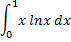 ∫₀¹ x lnx dx